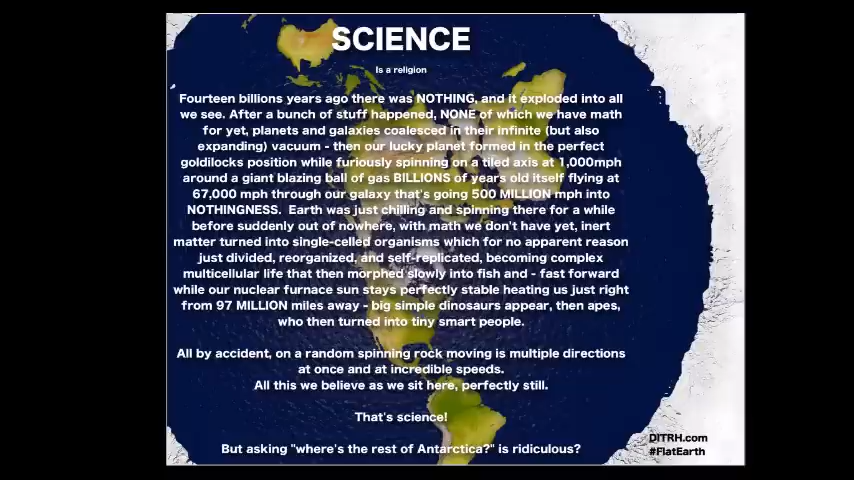 SCIENCE
Is a religion
Fourteen billions years ago there was NOTHING, and it exploded into all
we see. After a bunch of stuff happened, NONE of which we have math
for yet, planets and galaxies coalesced in their infinite (but also
expanding) vacuum - then our lucky planet formed in the perfect
goldilocks position while furiously spinning on a tiled axis at 1,000mph
around a giant blazing ball of gas BILLIONS of years old itself flying at
67,000 mph through our galaxy that's going 500 MILLION mph into
NOTHINGNESS. Earth was just chilling and spinning there for a while
before suddenly out of nowhere, with math we don't have yet, inert
matter turned into single-celled organisms which for no apparent reason
just divided, reorganized, and self-replicated, becoming complex
multicellular life that then morphed slowly into fish and - fast forward
while our nuclear furnace sun stays perfectly stable heating us just right
from 97 MILLION miles away - big simple dinosaurs appear, then apes,
who then turned into tiny smart people.
All by accident, on a random spinning rock moving is multiple directions
at once and at incredible speeds.
All this we believe as we sit here, perfectly still.
That's science!
But asking "where's the rest of Antarctica?" is ridiculous?
DITRH.com
#FlatEarth